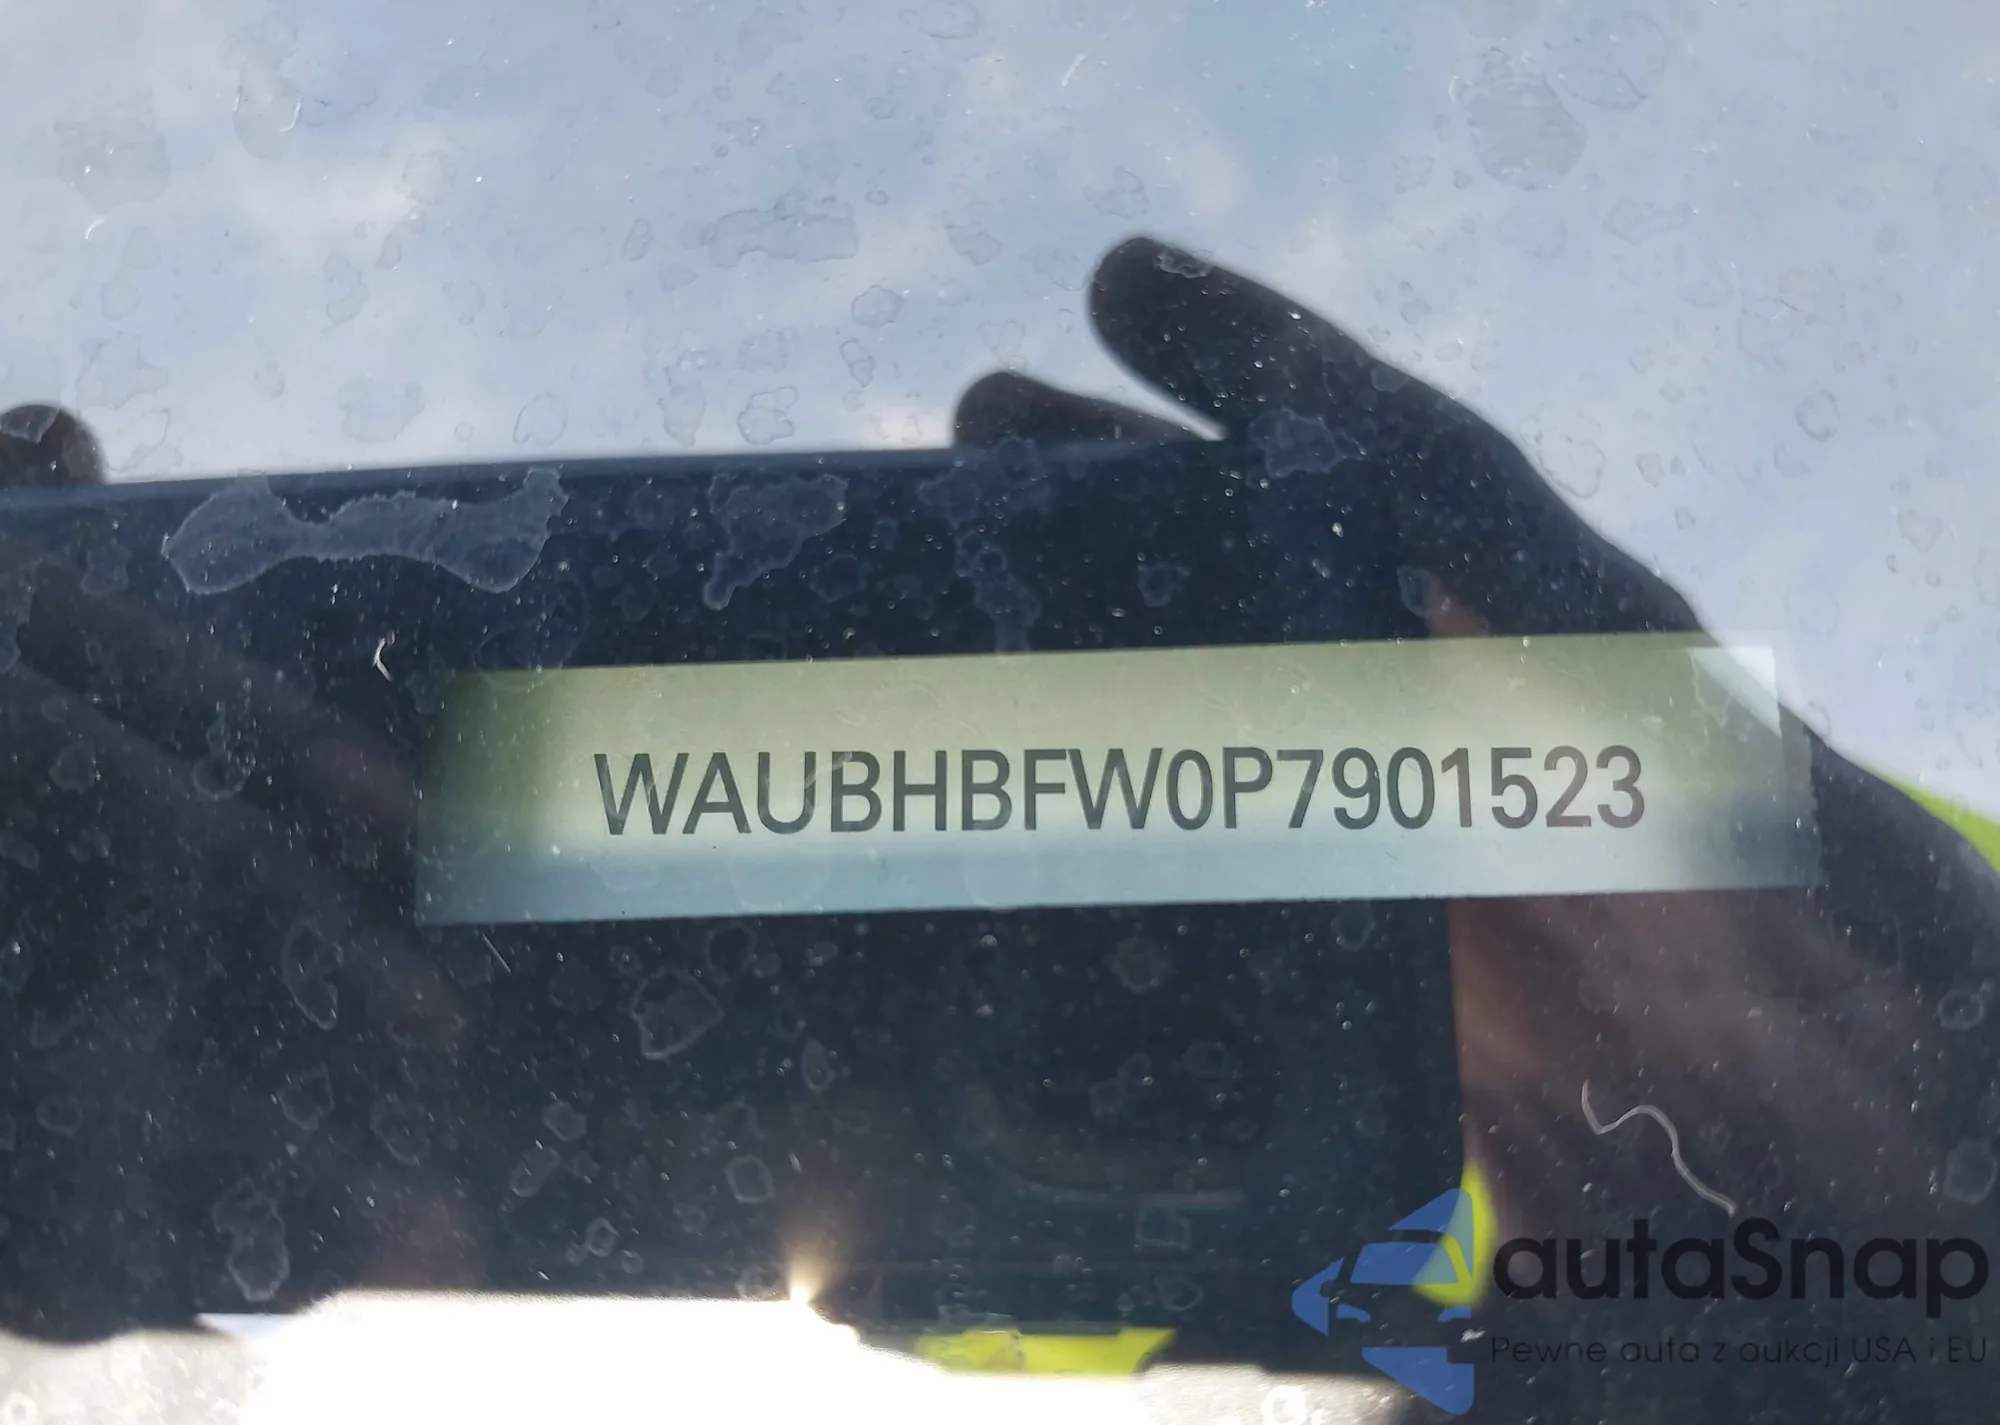 WAUBHBFW0P7901523
autaSnap
Pewne auta z aukcji USA i EU